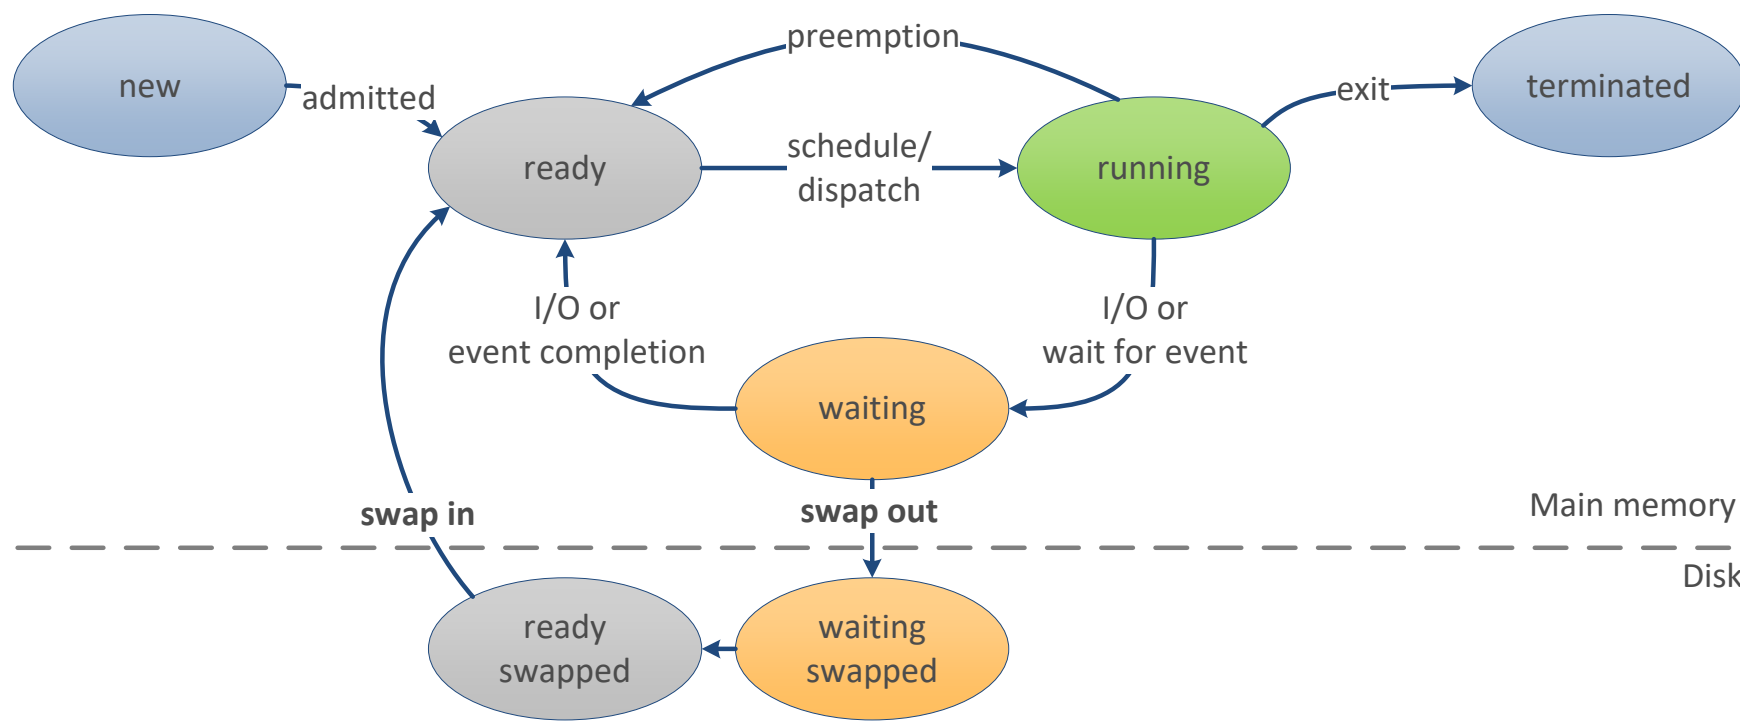 new
admitted
preemption
exit
terminated
ready
schedule/
dispatch
running
I/O or
event completion
I/O or
wait for event
waiting
swap in
swap out
Main memory
Disk
ready
swapped
waiting
swapped